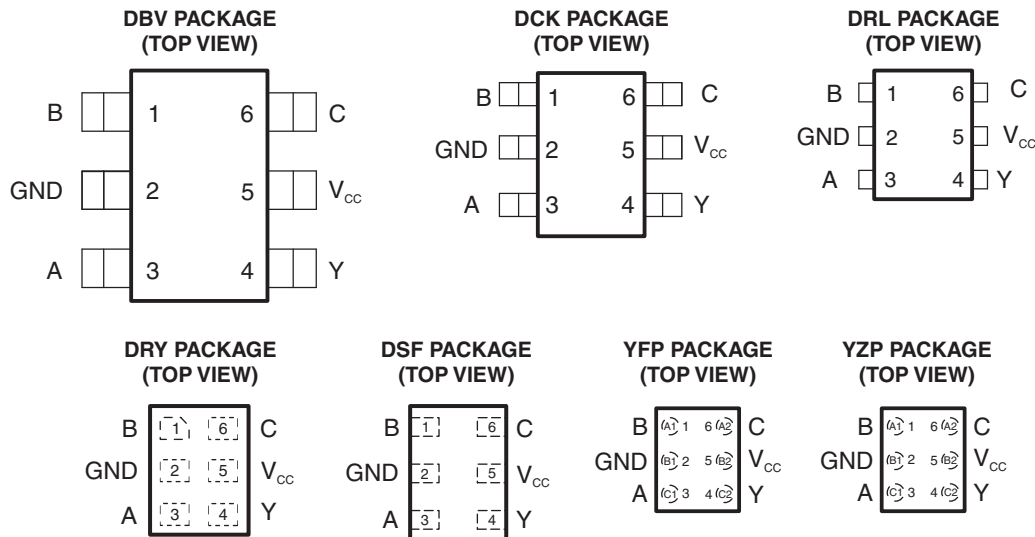 DBV PACKAGE
(TOP VIEW)
B 1 6 C
GND 2 5 VCC
A 3 4 Y
DCK PACKAGE
(TOP VIEW)
B 1 6 C
GND 2 5 VCC
A 3 4 Y
DRL PACKAGE
(TOP VIEW)
B 1 6 C
GND 2 5 VCC
A 3 4 Y
DRY PACKAGE
(TOP VIEW)
B 1 6 C
GND 2 5 VCC
A 3 4 Y
DSF PACKAGE
(TOP VIEW)
B 1 6 C
GND 2 5 VCC
A 3 4 Y
YFP PACKAGE
(TOP VIEW)
B A1 1 6 A2 C
GND B1 2 5 B2 VCC
A C1 3 4 C2 Y
YZP PACKAGE
(TOP VIEW)
B A1 1 6 A2 C
GND B1 2 5 B2 VCC
A C1 3 4 C2 Y